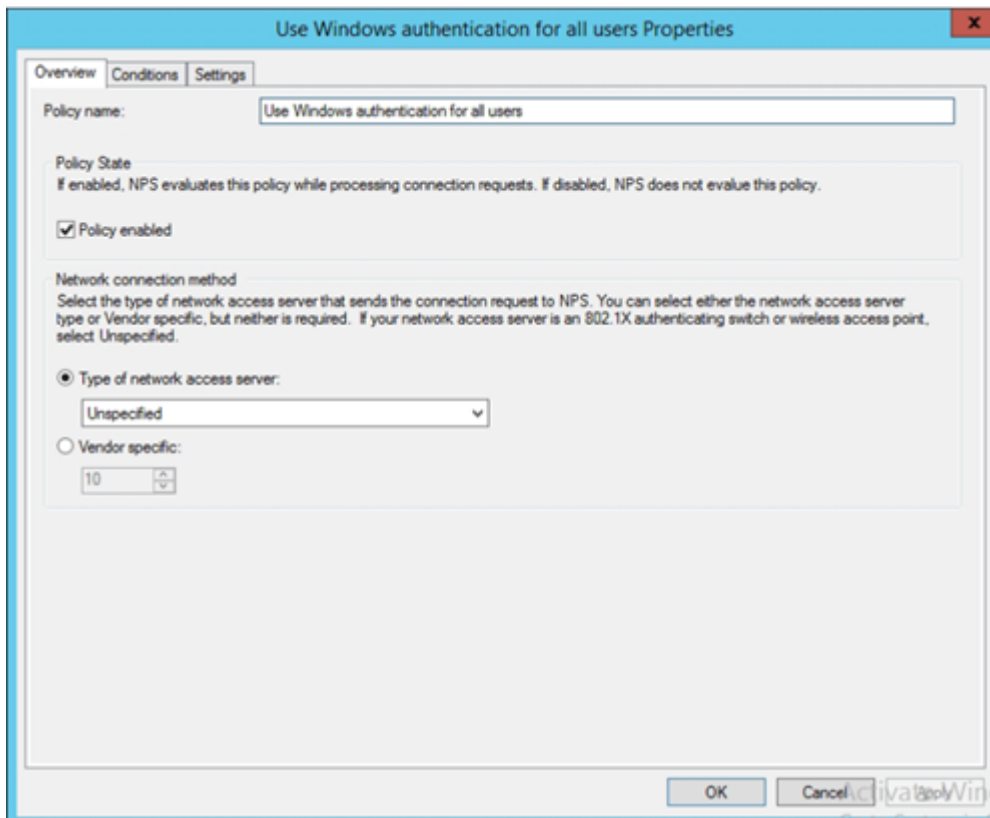 Use Windows authentication for all users Properties
x
Overview Conditions Settings
Policy name: Use Windows authentication for all users
Policy State
If enabled, NPS evaluates this policy while processing connection requests. If disabled, NPS does not evalue this policy.
Policy enabled
Network connection method
Select the type of network access server that sends the connection request to NPS. You can select either the network access server
type or Vendor specific, but neither is required. If your network access server is an 802.1X authenticating switch or wireless access point,
select Unspecified.
Type of network access server:
Unspecified
Vendor specific:
10
OK Cancel Apply
Activate Win